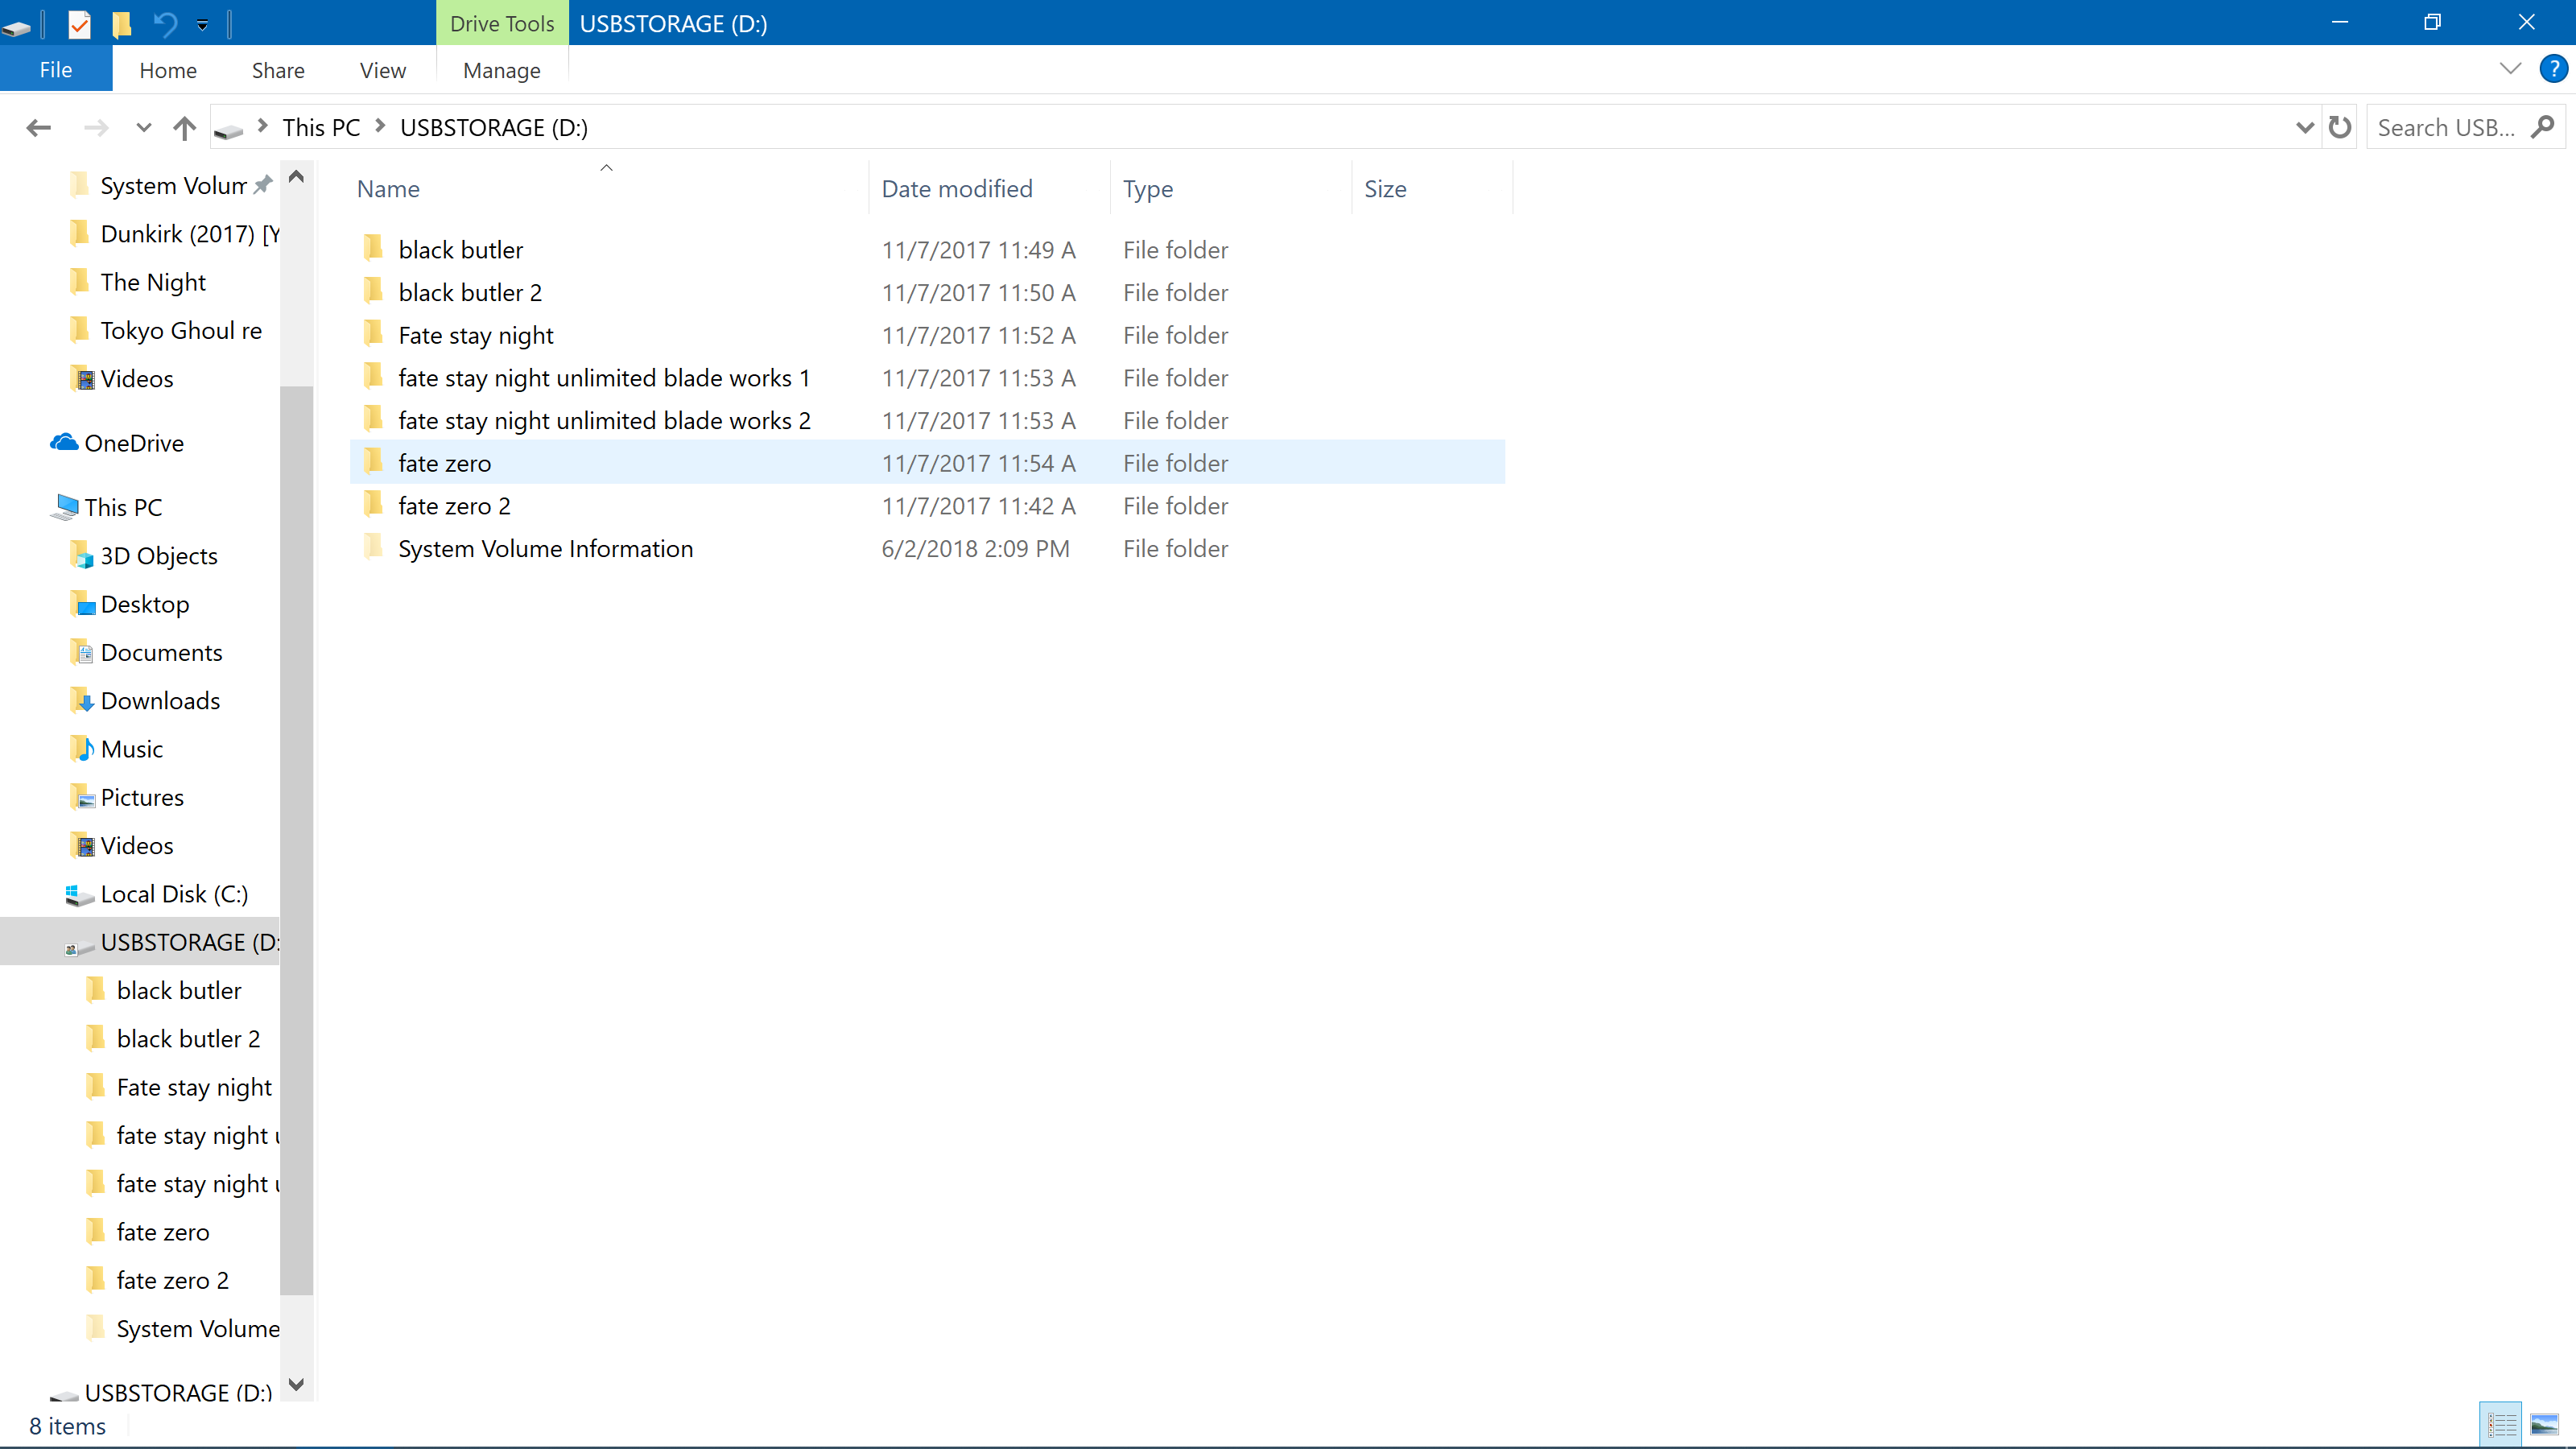 Drive Tools USBSTORAGE (D:)
File Home Share View Manage
This PC USBSTORAGE (D:) Search USB...
System Volum
Dunkirk (2017) [Y
The Night
Tokyo Ghoul re
Videos
OneDrive
This PC
3D Objects
Desktop
Documents
Downloads
Music
Pictures
Videos
Local Disk (C:)
USBSTORAGE (D:
black butler
black butler 2
Fate stay night
fate stay night u
fate stay night u
fate zero
fate zero 2
System Volume
USBSTORAGE (D:)
Name Date modified Type Size
black butler 11/7/2017 11:49 A File folder
black butler 2 11/7/2017 11:50 A File folder
Fate stay night 11/7/2017 11:52 A File folder
fate stay night unlimited blade works 1 11/7/2017 11:53 A File folder
fate stay night unlimited blade works 2 11/7/2017 11:53 A File folder
fate zero 11/7/2017 11:54 A File folder
fate zero 2 11/7/2017 11:42 A File folder
System Volume Information 6/2/2018 2:09 PM File folder
8 items